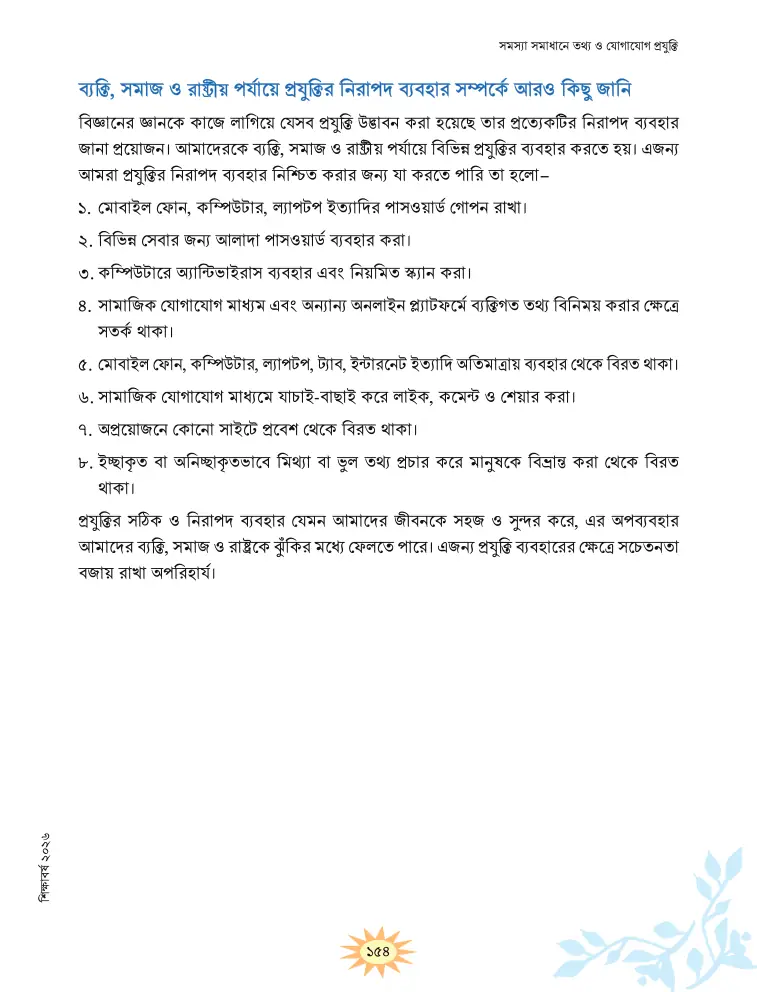 সমস্যা সমাধানে তথ্য ও যোগাযোগ প্রযুক্তি
ব্যক্তি, সমাজ ও রাষ্ট্রীয় পর্যায়ে প্রযুক্তির নিরাপদ ব্যবহার সম্পর্কে আরও কিছু জানি
বিজ্ঞানের জ্ঞানকে কাজে লাগিয়ে যেসব প্রযুক্তি উদ্ভাবন করা হয়েছে তার প্রত্যেকটির নিরাপদ ব্যবহার
জানা প্রয়োজন। আমাদেরকে ব্যক্তি, সমাজ ও রাষ্ট্রীয় পর্যায়ে বিভিন্ন প্রযুক্তির ব্যবহার করতে হয়। এজন্য
আমরা প্রযুক্তির নিরাপদ ব্যবহার নিশ্চিত করার জন্য যা করতে পারি তা হলো–
১. মোবাইল ফোন, কম্পিউটার, ল্যাপটপ ইত্যাদির পাসওয়ার্ড গোপন রাখা।
২. বিভিন্ন সেবার জন্য আলাদা পাসওয়ার্ড ব্যবহার করা।
৩. কম্পিউটারে অ্যান্টিভাইরাস ব্যবহার এবং নিয়মিত স্ক্যান করা।
৪. সামাজিক যোগাযোগ মাধ্যম এবং অন্যান্য অনলাইন প্ল্যাটফর্মে ব্যক্তিগত তথ্য বিনিময় করার ক্ষেত্রে
সতর্ক থাকা।
৫. মোবাইল ফোন, কম্পিউটার, ল্যাপটপ, ট্যাব, ইন্টারনেট ইত্যাদি অতিমাত্রায় ব্যবহার থেকে বিরত থাকা।
৬. সামাজিক যোগাযোগ মাধ্যমে যাচাই-বাছাই করে লাইক, কমেন্ট ও শেয়ার করা।
৭. অপ্রয়োজনে কোনো সাইটে প্রবেশ থেকে বিরত থাকা।
৮. ইচ্ছাকৃত বা অনিচ্ছাকৃতভাবে মিথ্যা বা ভুল তথ্য প্রচার করে মানুষকে বিভ্রান্ত করা থেকে বিরত
থাকা।
প্রযুক্তির সঠিক ও নিরাপদ ব্যবহার যেমন আমাদের জীবনকে সহজ ও সুন্দর করে, এর অপব্যবহার
আমাদের ব্যক্তি, সমাজ ও রাষ্ট্রকে ঝুঁকির মধ্যে ফেলতে পারে। এজন্য প্রযুক্তি ব্যবহারের ক্ষেত্রে সচেতনতা
বজায় রাখা অপরিহার্য।
শিক্ষাবর্ষ ২০২৬
১৫৪